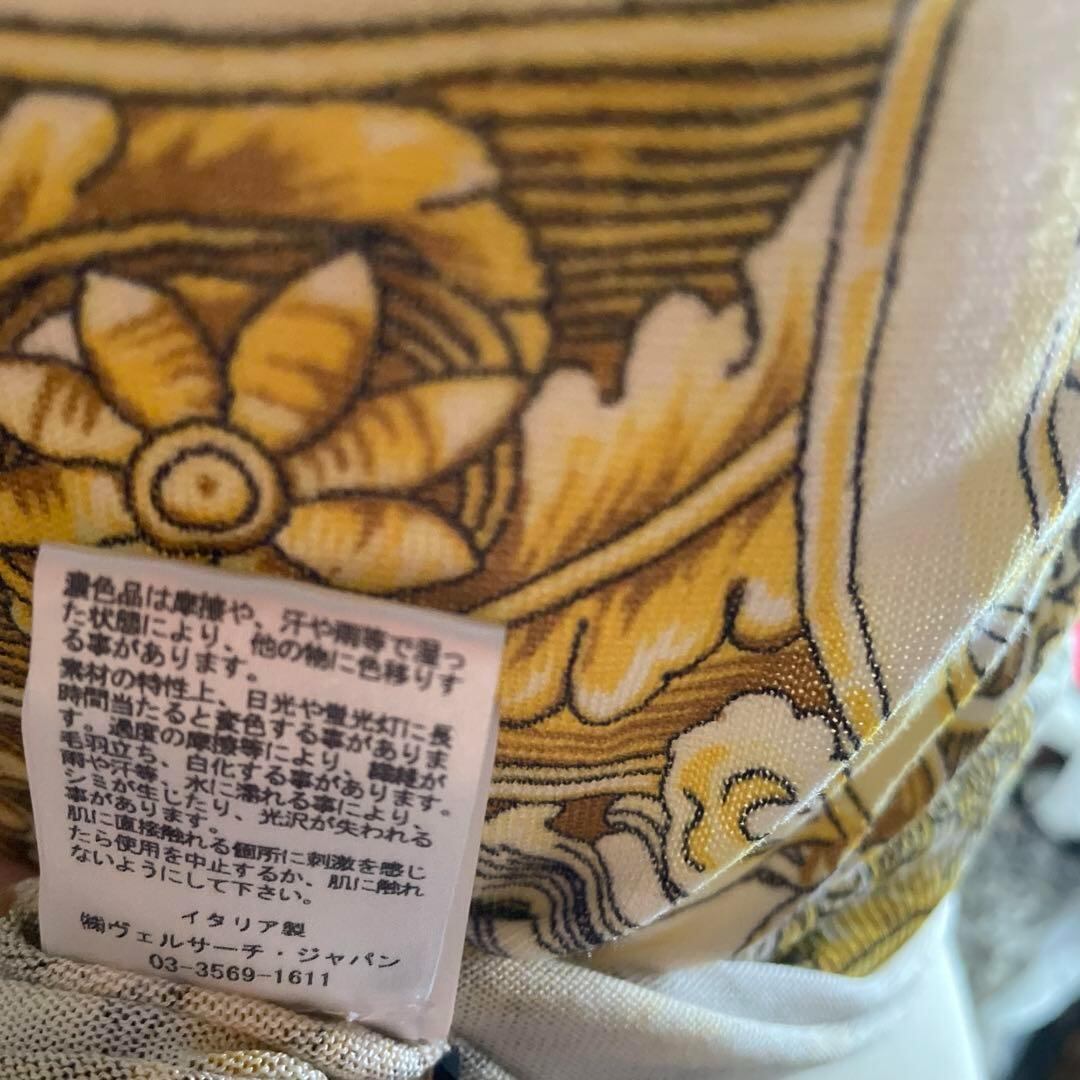 濃色品は摩擦や、汗や雨等で湿っ
た状態により、他の物に色移りす
る事があります。
素材の特性上、日光や蛍光灯に長
時間当たると変色する事がありま
す。過度の摩擦等により、繊維が
毛羽立ち、白化する事があります。
雨や汗等、水に濡れる事により、
シミが生じたり、光沢が失われる
事があります。
肌に直接触れる個所に刺激を感じ
たら使用を中止するか、肌に触れ
ないようにして下さい。
イタリア製
㈱ヴェルサーチ・ジャパン
03-3569-1611